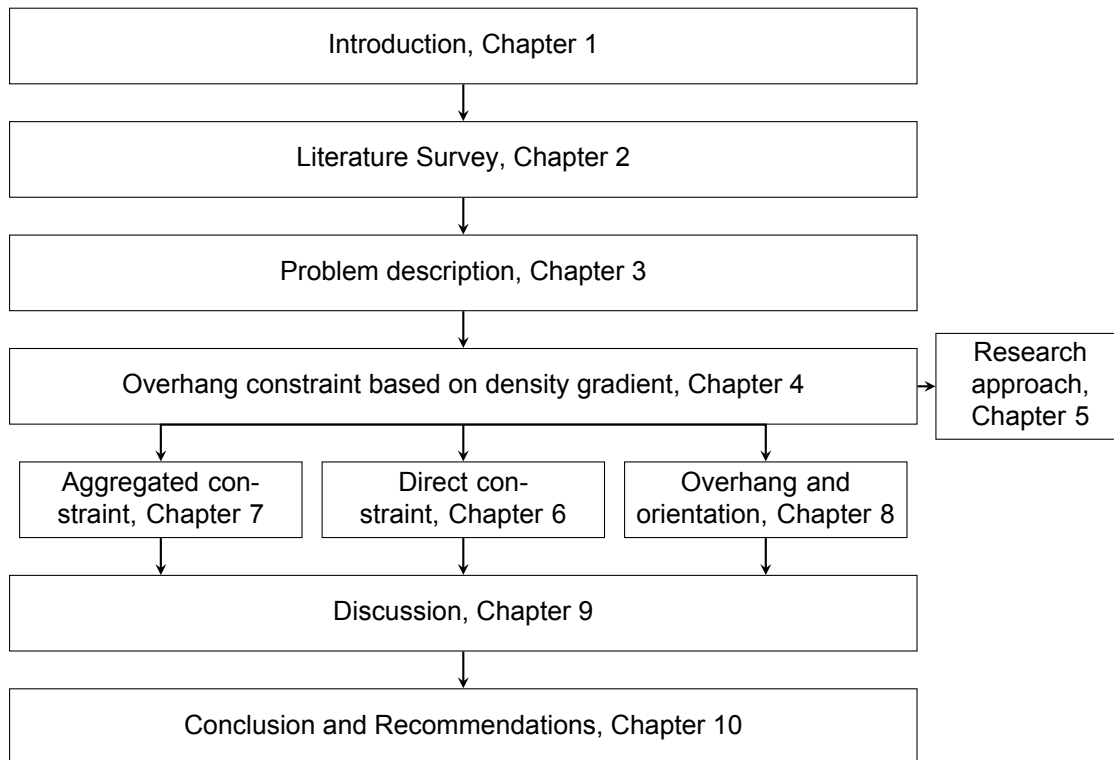 Introduction, Chapter 1
Literature Survey, Chapter 2
Problem description, Chapter 3
Overhang constraint based on density gradient, Chapter 4
Research
approach,
Chapter 5
Aggregated con-
straint, Chapter 7
Direct con-
straint, Chapter 6
Overhang and
orientation, Chapter 8
Discussion, Chapter 9
Conclusion and Recommendations, Chapter 10